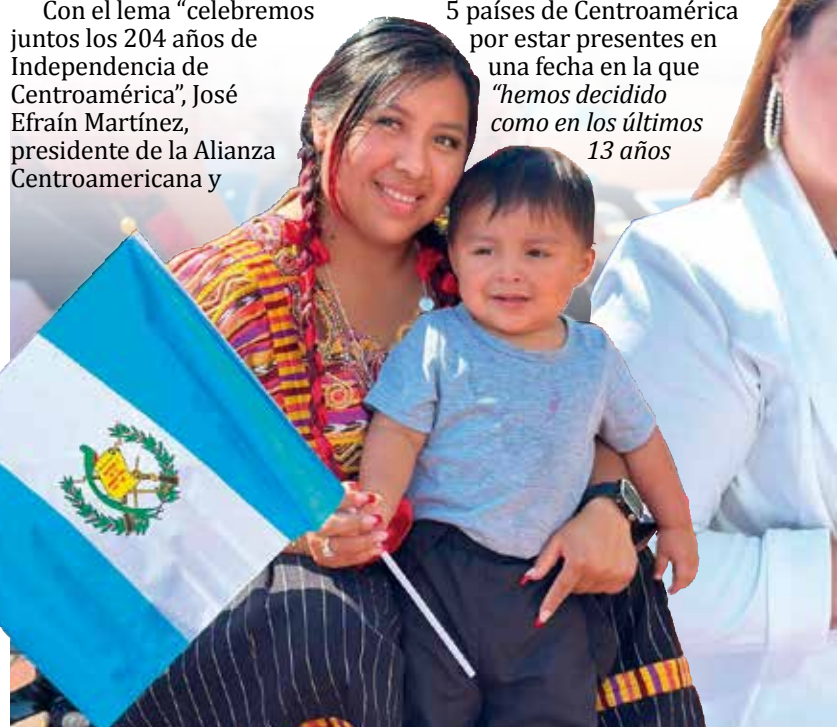 Con el lema “celebremos
juntos los 204 años de
Independencia de
Centroamérica”, José
Efraín Martínez,
presidente de la Alianza
Centroamericana y
5 países de Centroamérica
por estar presentes en
una fecha en la que
“hemos decidido
como en los últimos
13 años